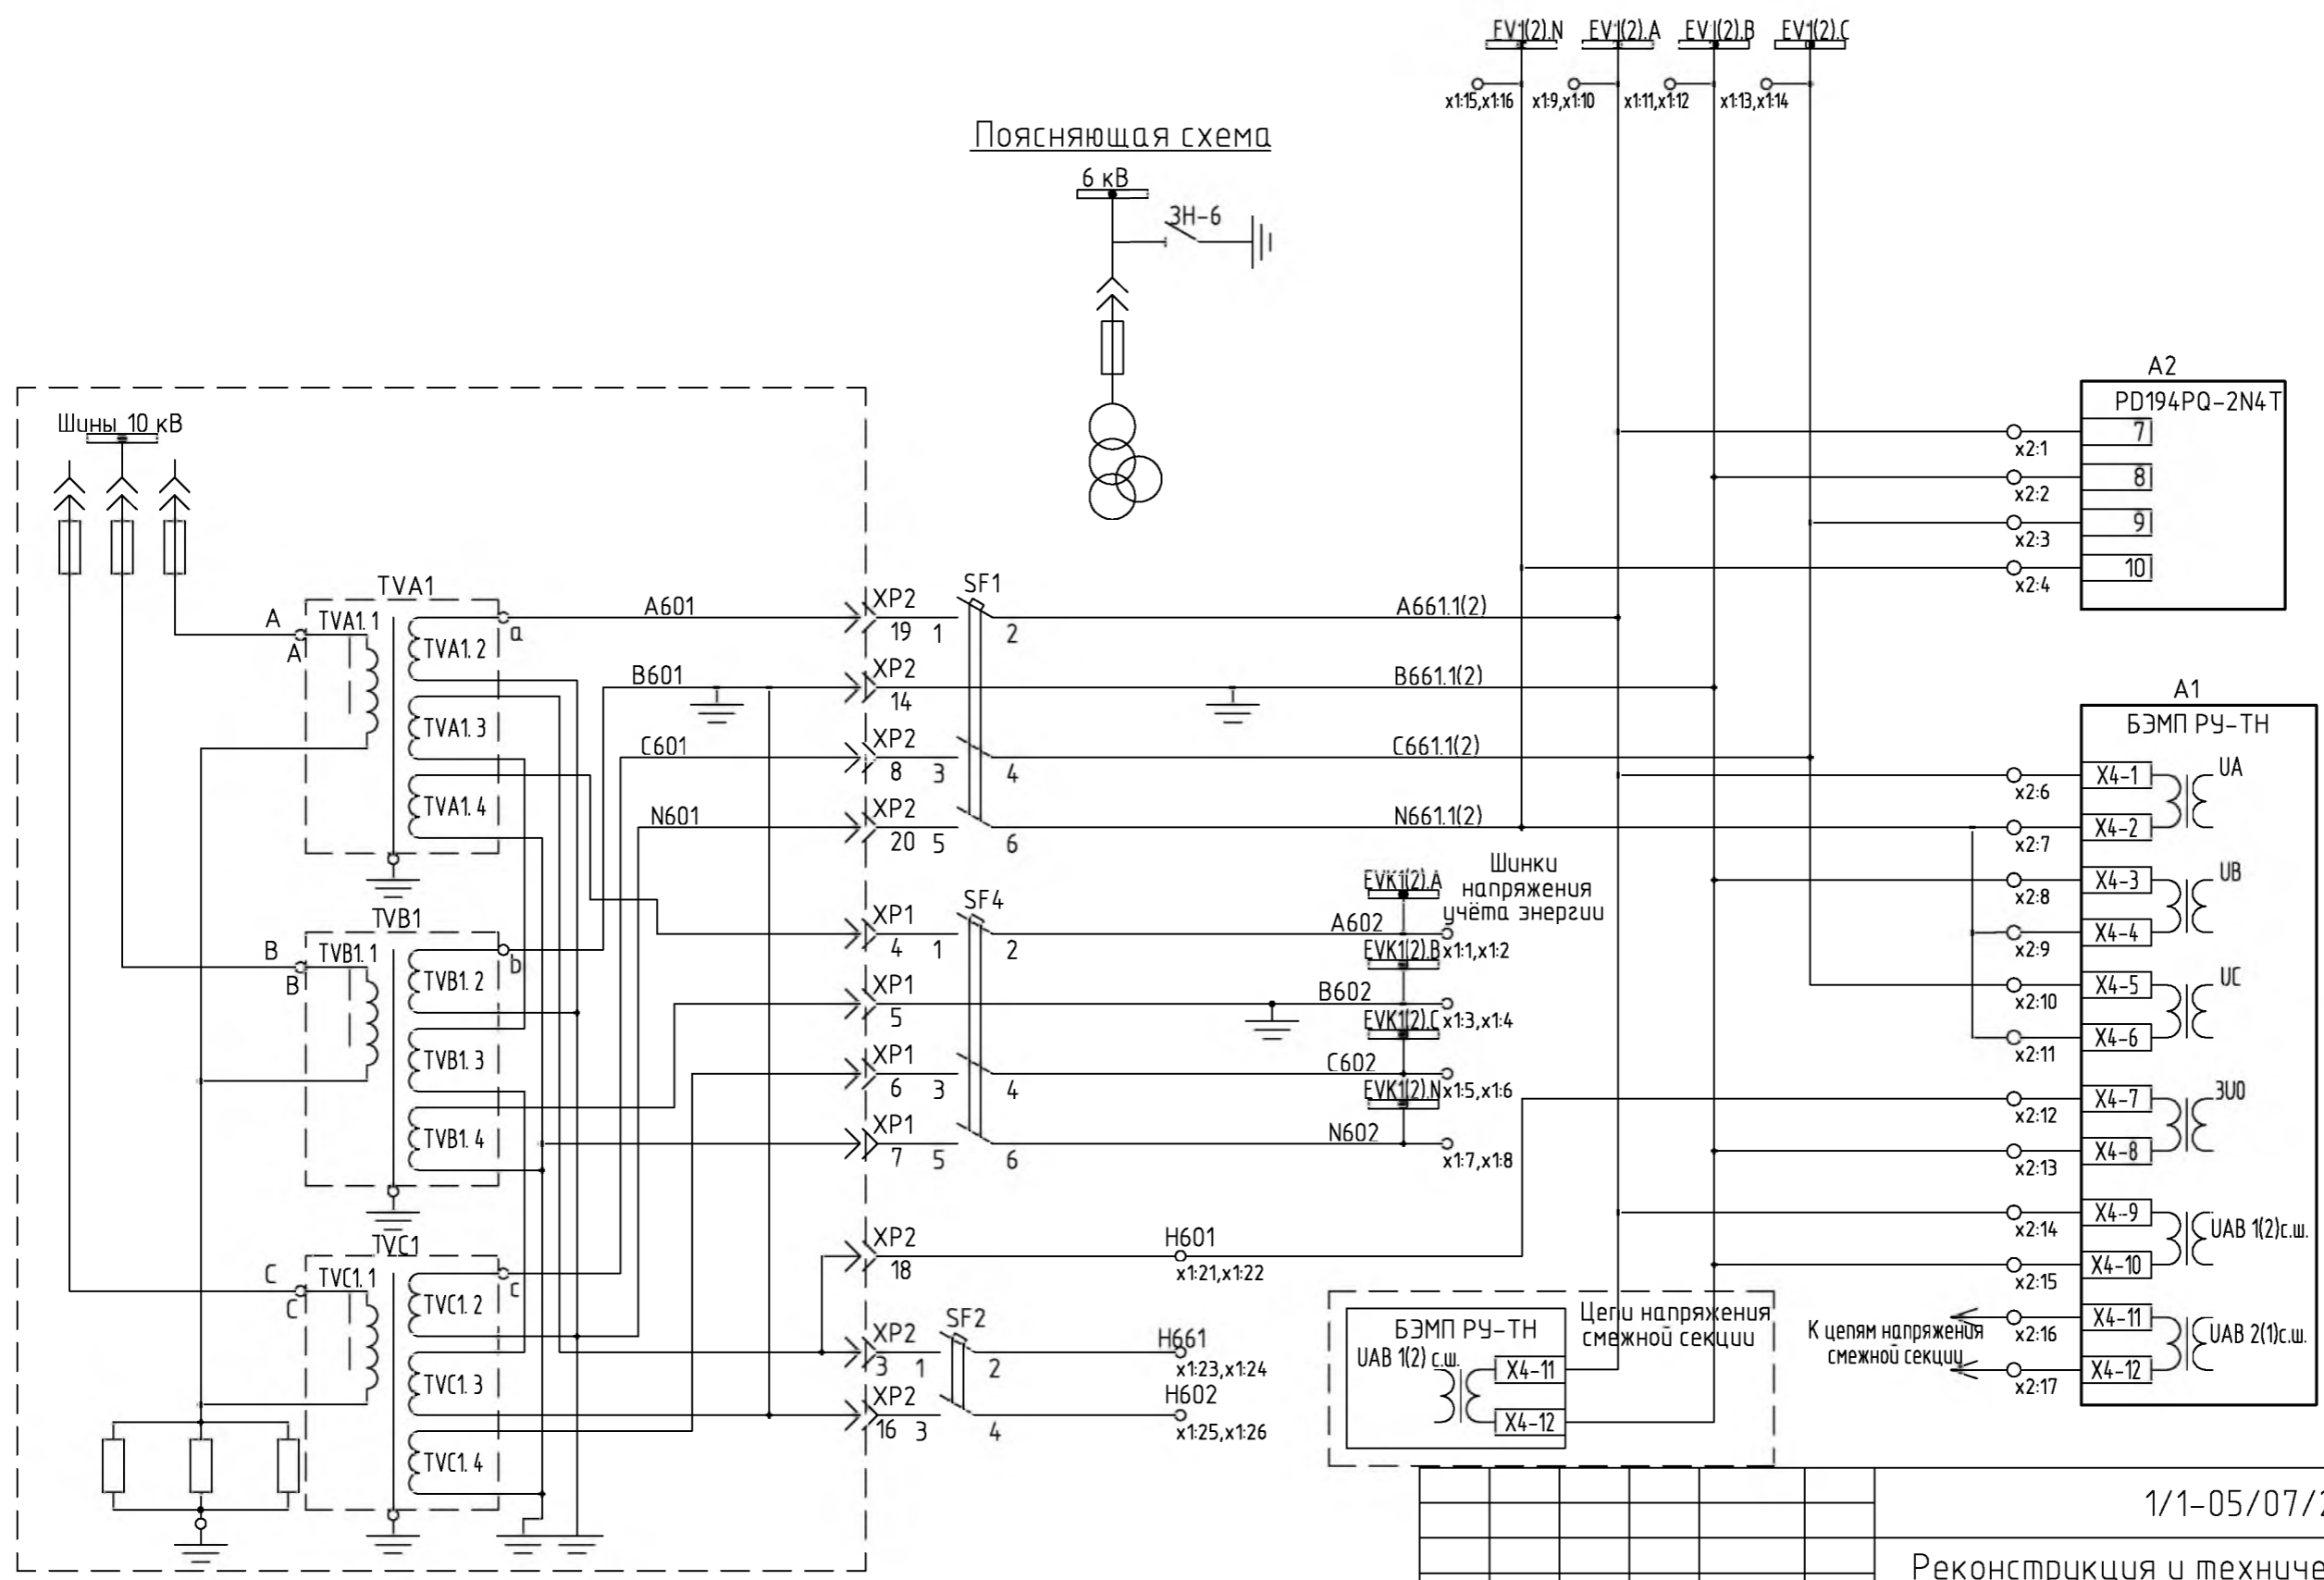 EV1(2).N EV1(2).A EV1(2).B EV1(2).C
x1:15,x1:16 x1:9,x1:10 x1:11,x1:12 x1:13,x1:14
Поясняющая схема
6 кВ
ЗН-6
Шины 10 кВ
A2
PD194PQ-2N4T
7
x2:1
8
x2:2
9
x2:3
10
x2:4
TVA1
A
A
TVA1.1
TVA1.2
a
TVA1.3
TVA1.4
TVB1
B
B
TVB1.1
TVB1.2
b
TVB1.3
TVB1.4
TVC1
C
C
TVC1.1
TVC1.2
c
TVC1.3
TVC1.4
A601
XP2
19
1
SF1
2
A661.1(2)
B601
XP2
14
B661.1(2)
C601
XP2
8
3
4
C661.1(2)
N601
XP2
20
5
6
N661.1(2)
Шинки
напряжения
учёта энергии
EVK1(2).A
XP1
4
1
SF4
2
A602
x1:1,x1:2
EVK1(2).B
XP1
5
B602
x1:3,x1:4
EVK1(2).C
XP1
6
3
4
C602
x1:5,x1:6
EVK1(2).N
XP1
7
5
6
N602
x1:7,x1:8
XP2
18
H601
x1:21,x1:22
XP2
3
1
SF2
2
H661
x1:23,x1:24
XP2
16
3
4
H602
x1:25,x1:26
БЭМП РУ-ТН
UAB 1(2) с.ш.
X4-11
X4-12
Цепи напряжения
смежной секции
К цепям напряжения
смежной секции
A1
БЭМП РУ-ТН
x2:6
X4-1
UA
x2:7
X4-2
x2:8
X4-3
UB
x2:9
X4-4
x2:10
X4-5
UC
x2:11
X4-6
x2:12
X4-7
3U0
x2:13
X4-8
x2:14
X4-9
UAB 1(2)с.ш.
x2:15
X4-10
x2:16
X4-11
UAB 2(1)с.ш.
x2:17
X4-12
1/1-05/07/2
Реконструкция и техниче